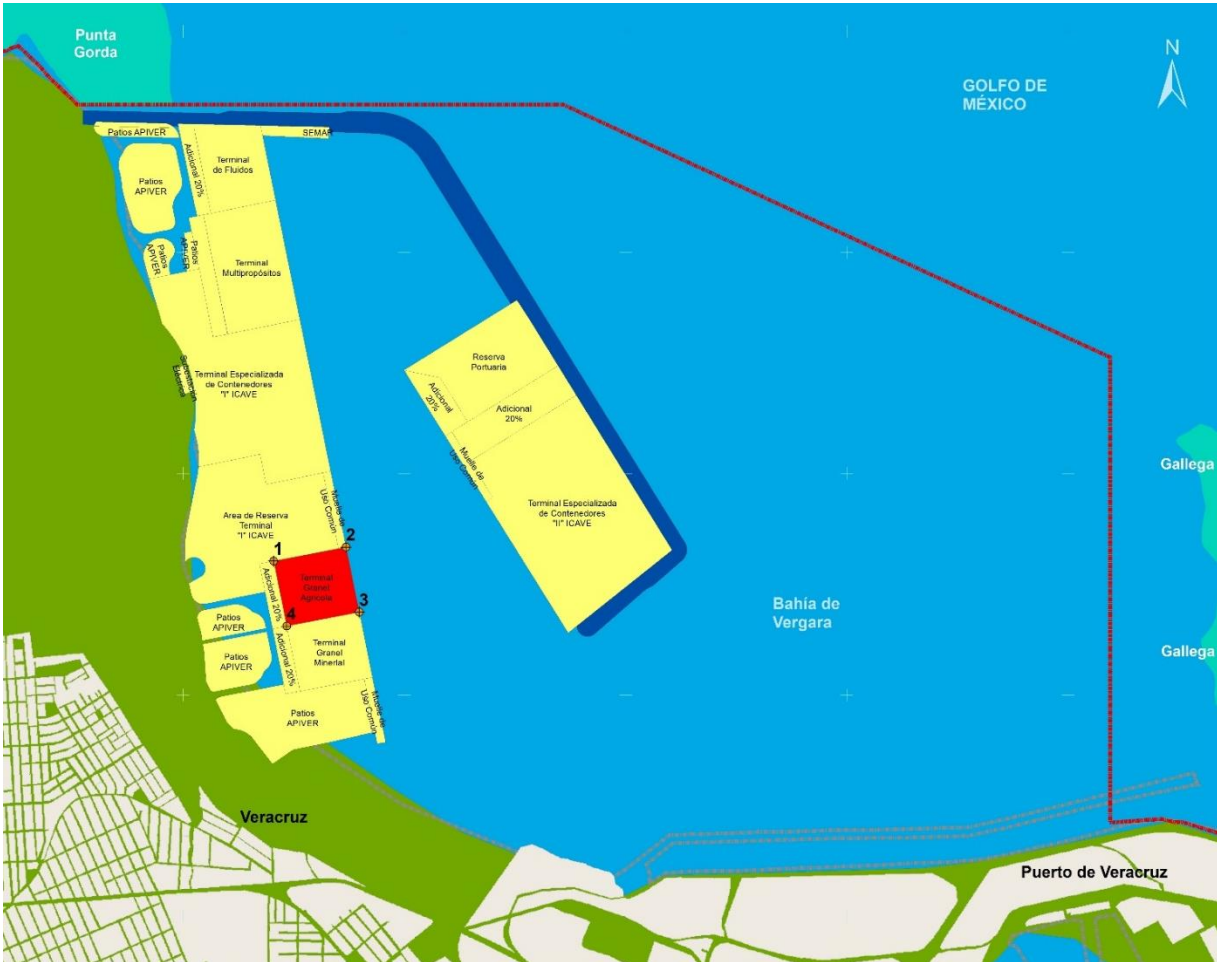 Punta
Gorda
N
GOLFO DE
MÉXICO
Patios APIVER
SEMAR
Adicional 20%
Terminal
de Fluidos
Patios
APIVER
Patios
APIVER
Patios
APIVER
Terminal
Multipropósitos
Subestación
Eléctrica
Terminal Especializada
de Contenedores
"I" ICAVE
Reserva
Portuaria
Adicional
20%
Adicional
20%
Muelle de
Uso Común
Terminal Especializada
de Contenedores
"II" ICAVE
Gallega
Area de Reserva
Terminal
"I" ICAVE
Muelle de
Uso Común
1
2
Adicional 20%
Terminal
Granel
Agrícola
3
4
Bahía de
Vergara
Patios
APIVER
Patios
APIVER
Adicional 20%
Terminal
Granel
Minerlal
Gallega
Patios
APIVER
Muelle de
Uso Común
Veracruz
Puerto de Veracruz